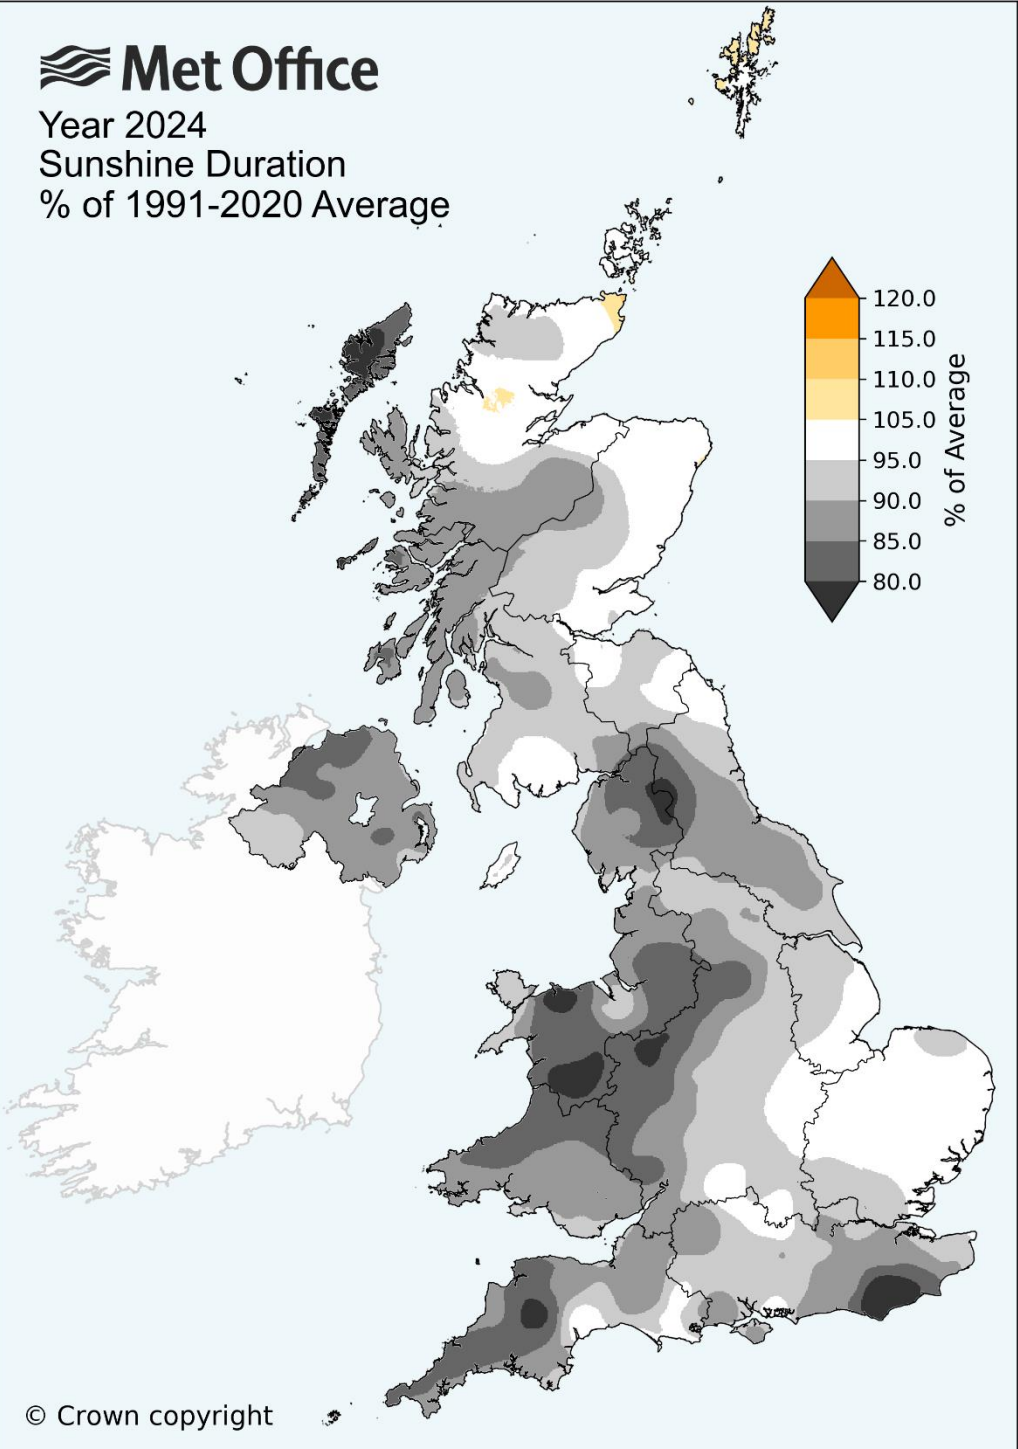 Met Office
Year 2024
Sunshine Duration
% of 1991-2020 Average
120.0
115.0
110.0
105.0
95.0
90.0
85.0
80.0
% of Average
© Crown copyright